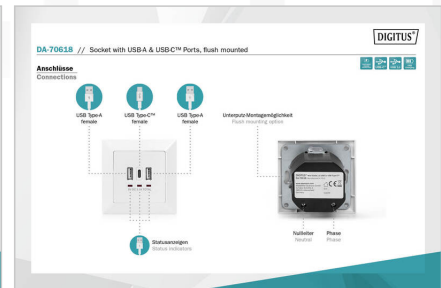 DIGITUS®
DA-70618 // Socket with USB-A & USB-C™ Ports, flush mounted
Anschlüsse
Connections
USB Type-A
female
USB Type-C™
female
USB Type-A
female
Unterputz-Montagemöglichkeit
Flush mounting option
Statusanzeigen
Status indicators
Nullleiter
Neutral
Phase
Phase